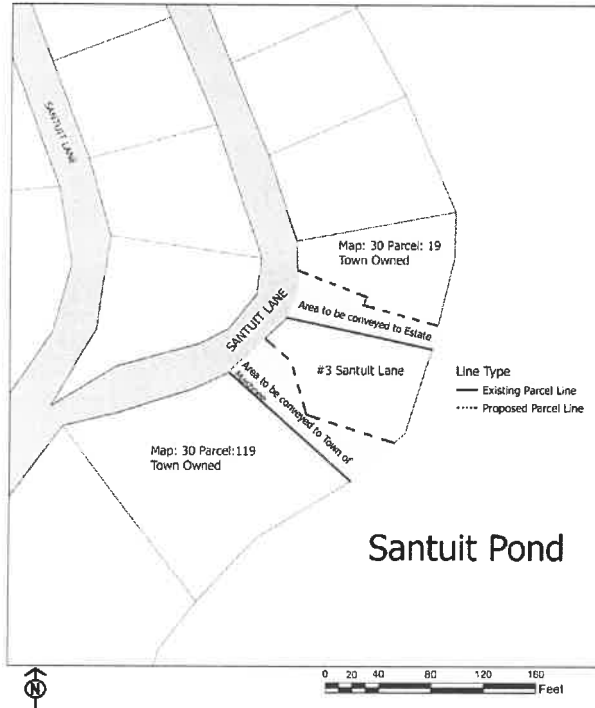 SANTUIT LANE
Map: 30 Parcel: 19
Town Owned
SANTUIT LANE
Area to be conveyed to Estate
#3 Santuit Lane
Line Type
Existing Parcel Line
Proposed Parcel Line
Area to be conveyed to Town of
Map: 30 Parcel:119
Town Owned
Santuit Pond
N
0 20 40 80 120 160
Feet